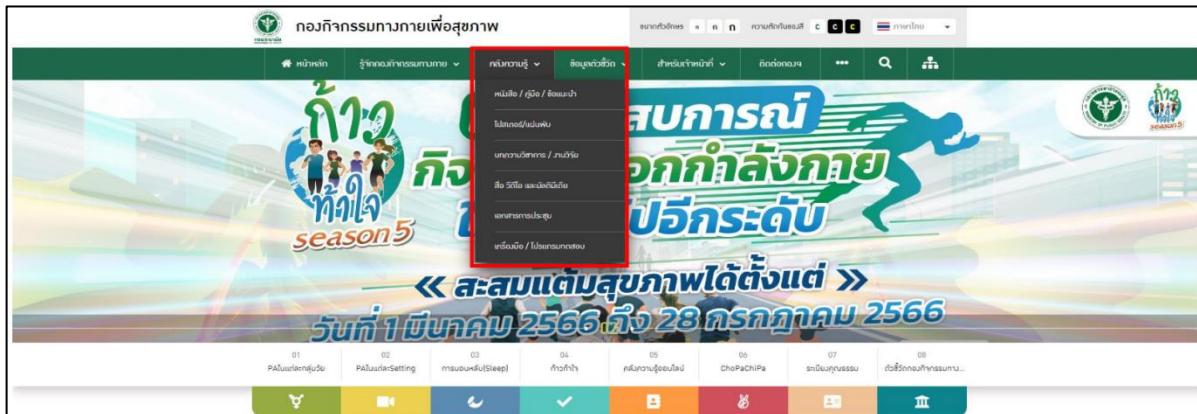 กองกิจกรรมทางกายเพื่อสุขภาพ
ขนาดตัวอักษร ก ก ก ความตัดกันของสี C C C ภาษาไทย
หน้าหลัก รู้จักกองกิจกรรมทางกาย คลังความรู้ ข้อมูลตัวชี้วัด สำหรับเจ้าหน้าที่ ติดต่อกองฯ •••
หนังสือ / คู่มือ / ข้อแนะนำ
โปสเตอร์/แผ่นพับ
บทความวิชาการ / งานวิจัย
สื่อ วีดีโอ และมัลติมีเดีย
เอกสารการประชุม
เครื่องมือ / โปรแกรมทดสอบ
ก้าว
ท้าใจ
season 5
สบการณ์
กิจ อกกำลังกาย
ปอีกระดับ
ก้าว
ท้าใจ
season 5
« สะสมแต้มสุขภาพได้ตั้งแต่ »
วันที่ 1 มีนาคม 2566 ถึง 28 กรกฎาคม 2566
01 02 03 04 05 06 07 08
PAในแต่ละกลุ่มวัย PAในแต่ละSetting การนอนหลับ(Sleep) ก้าวท้าใจ คลังความรู้ออนไลน์ ChoPaChiPa ระเบียงคุณธรรม ตัวชี้วัดกองกิจกรรมทาง...